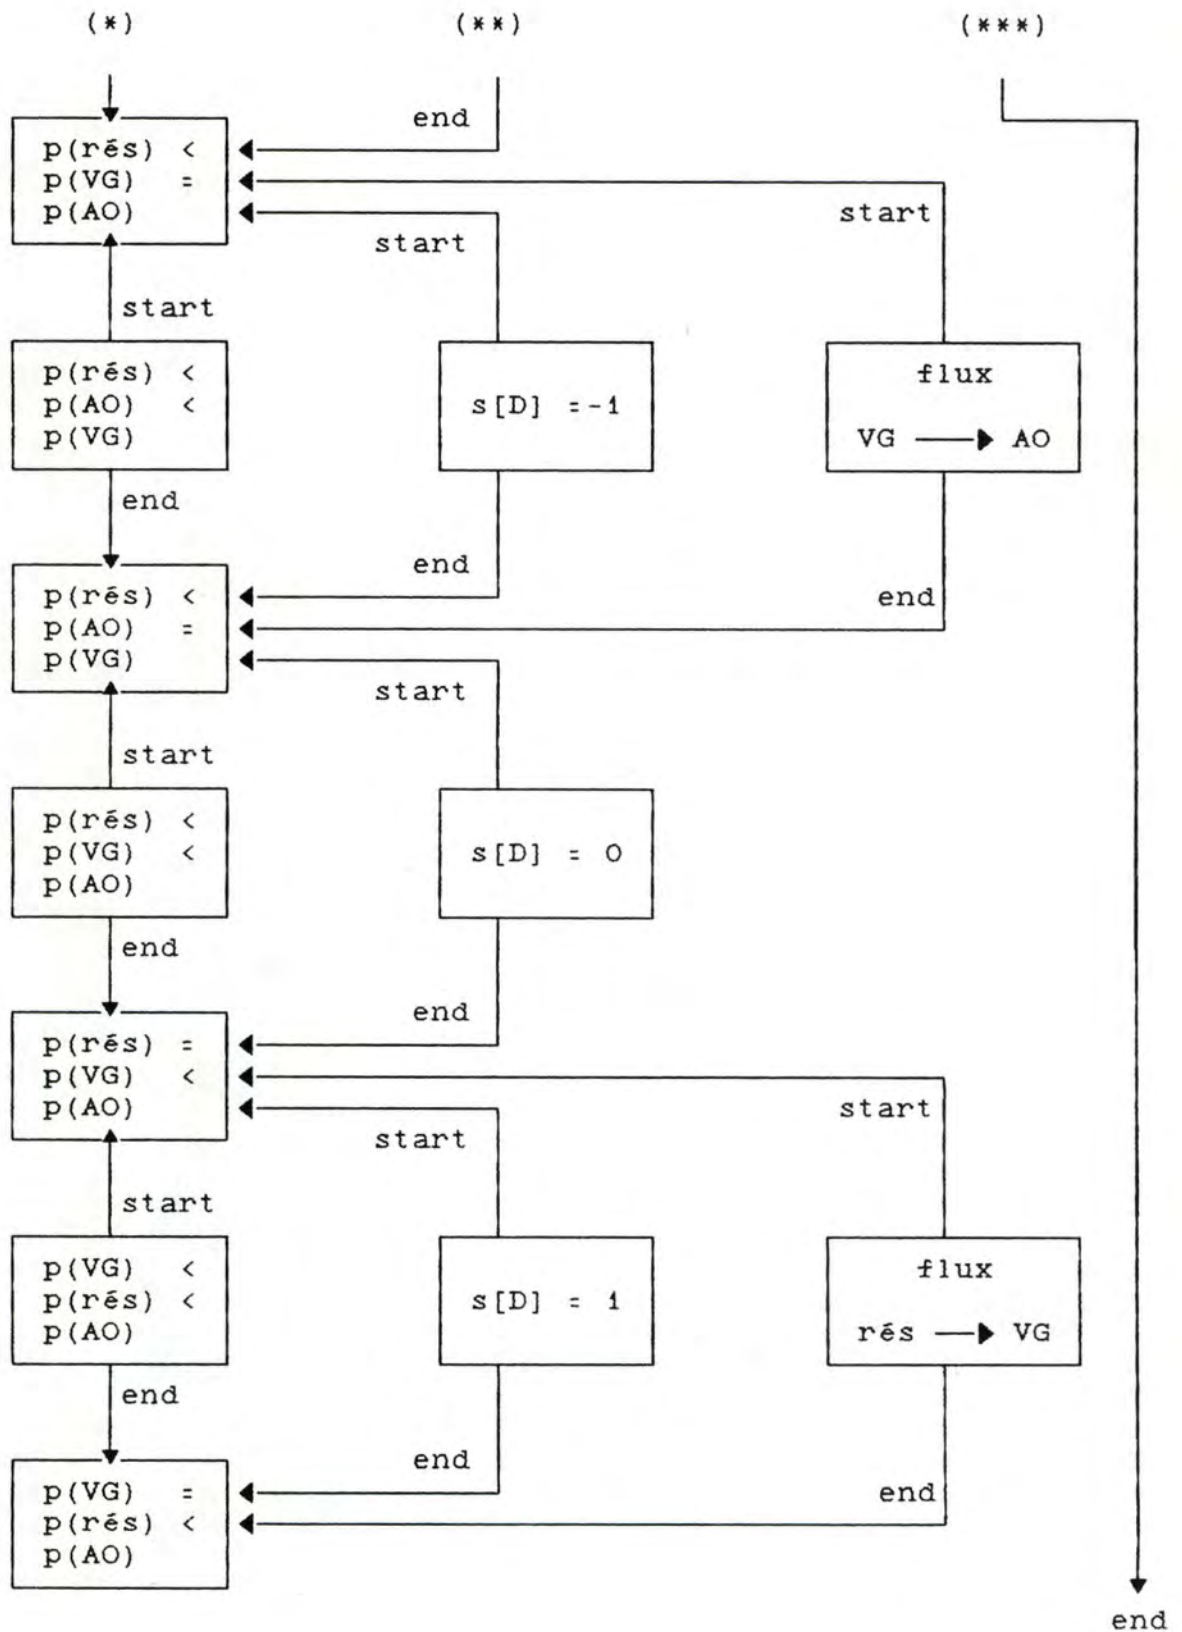 (*) (**) (***)
end
p(rés) <
p(VG) =
p(AO)
start
start
start
p(rés) <
p(AO) <
p(VG)
s[D] =-1
flux
VG AO
end
end
end
p(rés) <
p(AO) =
p(VG)
start
start
p(rés) <
p(VG) <
p(AO)
s[D] = 0
end
end
p(rés) =
p(VG) <
p(AO)
start
start
start
p(VG) <
p(rés) <
p(AO)
s[D] = 1
flux
rés VG
end
end
end
p(VG) =
p(rés) <
p(AO)
end